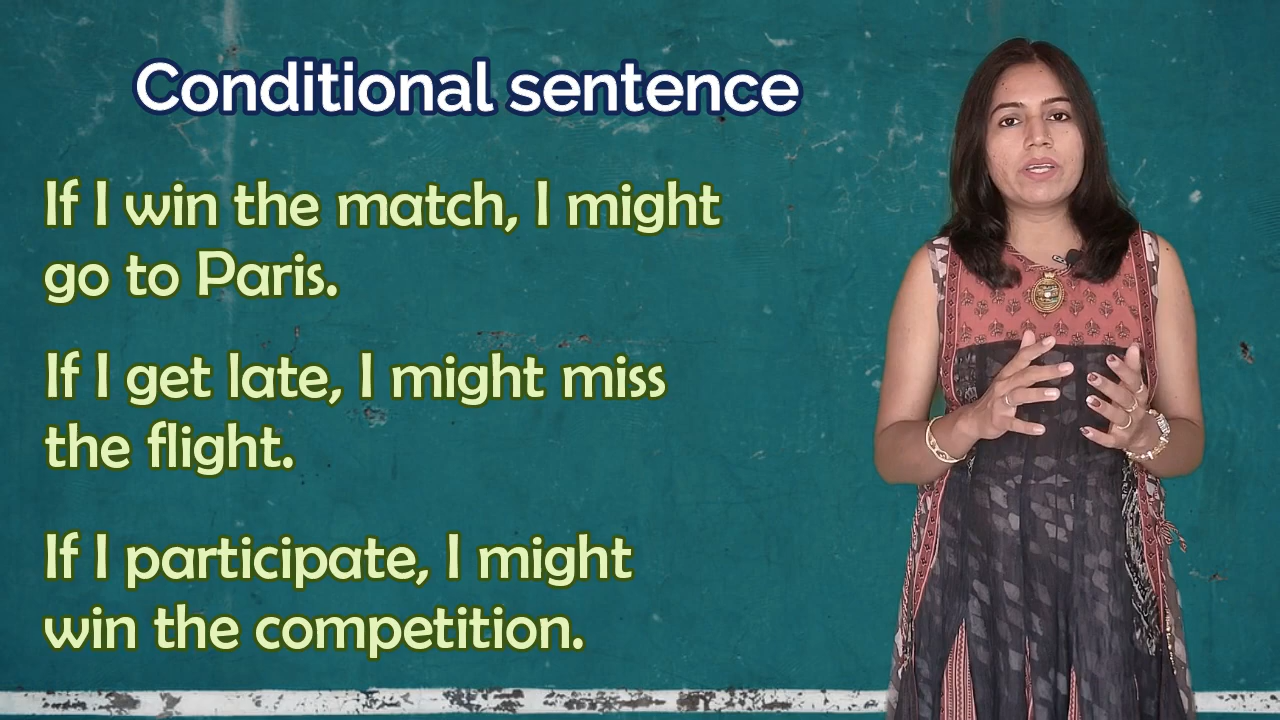 Conditional sentence
If I win the match, I might
go to Paris.
If I get late, I might miss
the flight.
If I participate, I might
win the competition.